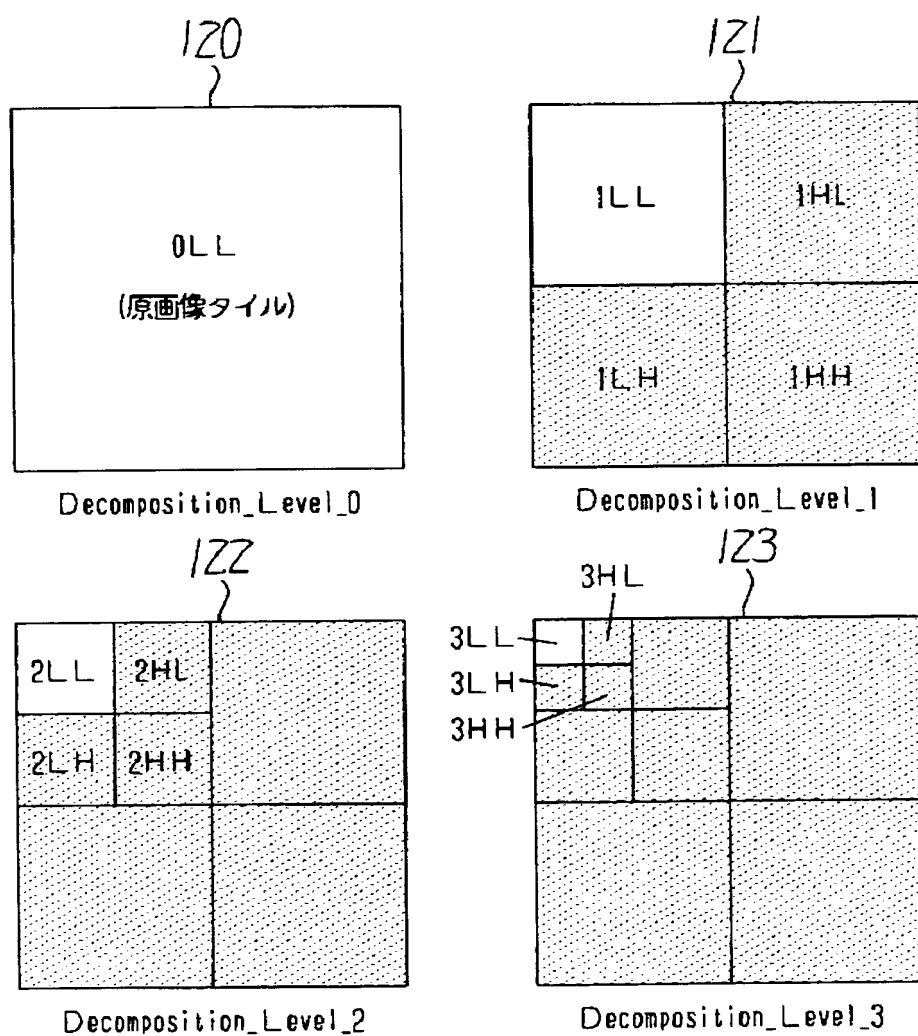 120
0LL
(原画像タイル)
Decomposition_Level_0
121
1LL 1HL
1LH 1HH
Decomposition_Level_1
122
2LL 2HL
2LH 2HH
Decomposition_Level_2
123
3HL
3LL
3LH
3HH
Decomposition_Level_3